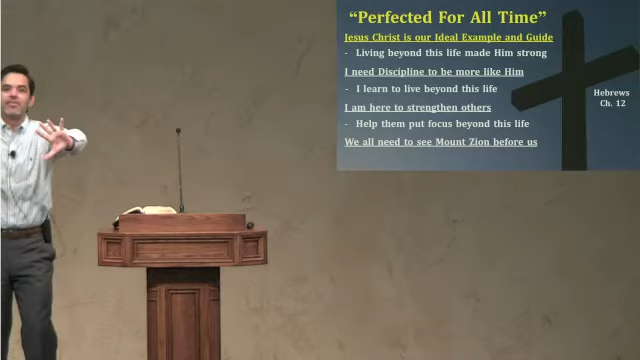 “Perfected For All Time”
Jesus Christ is our Ideal Example and Guide
- Living beyond this life made Him strong
I need Discipline to be more like Him
- I learn to live beyond this life
I am here to strengthen others
- Help them put focus beyond this life
We all need to see Mount Zion before us
Hebrews
Ch. 12